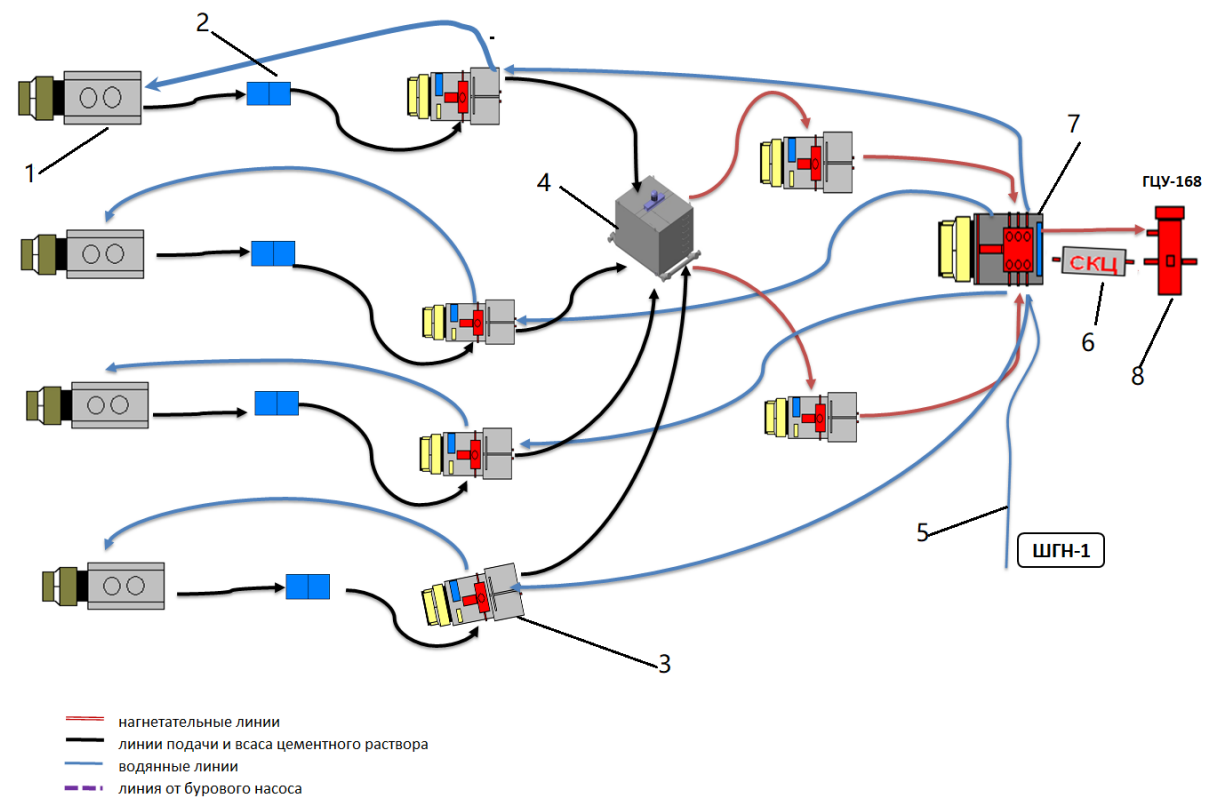 2
1
4
7
ГЦУ-168
СКЦ
6
8
5
ШГН-1
3
нагнетательные линии
линии подачи и всаса цементного раствора
водянные линии
линия от бурового насоса